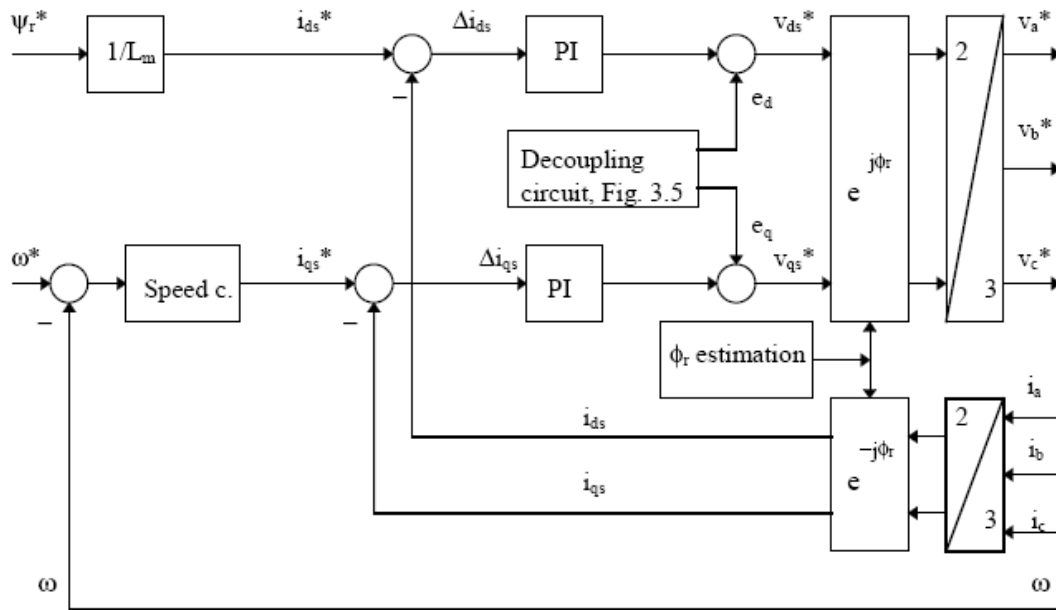 ψr* ids* Δids vds* va*
1/Lm PI 2
– ed vb*
Decoupling
circuit, Fig. 3.5
e jϕr
eq
ω* iqs* Δiqs vqs* vc*
Speed c. PI 3
– –
ϕr estimation
ids 2 ia
e –jϕr ib
iqs 3 ic
ω ω